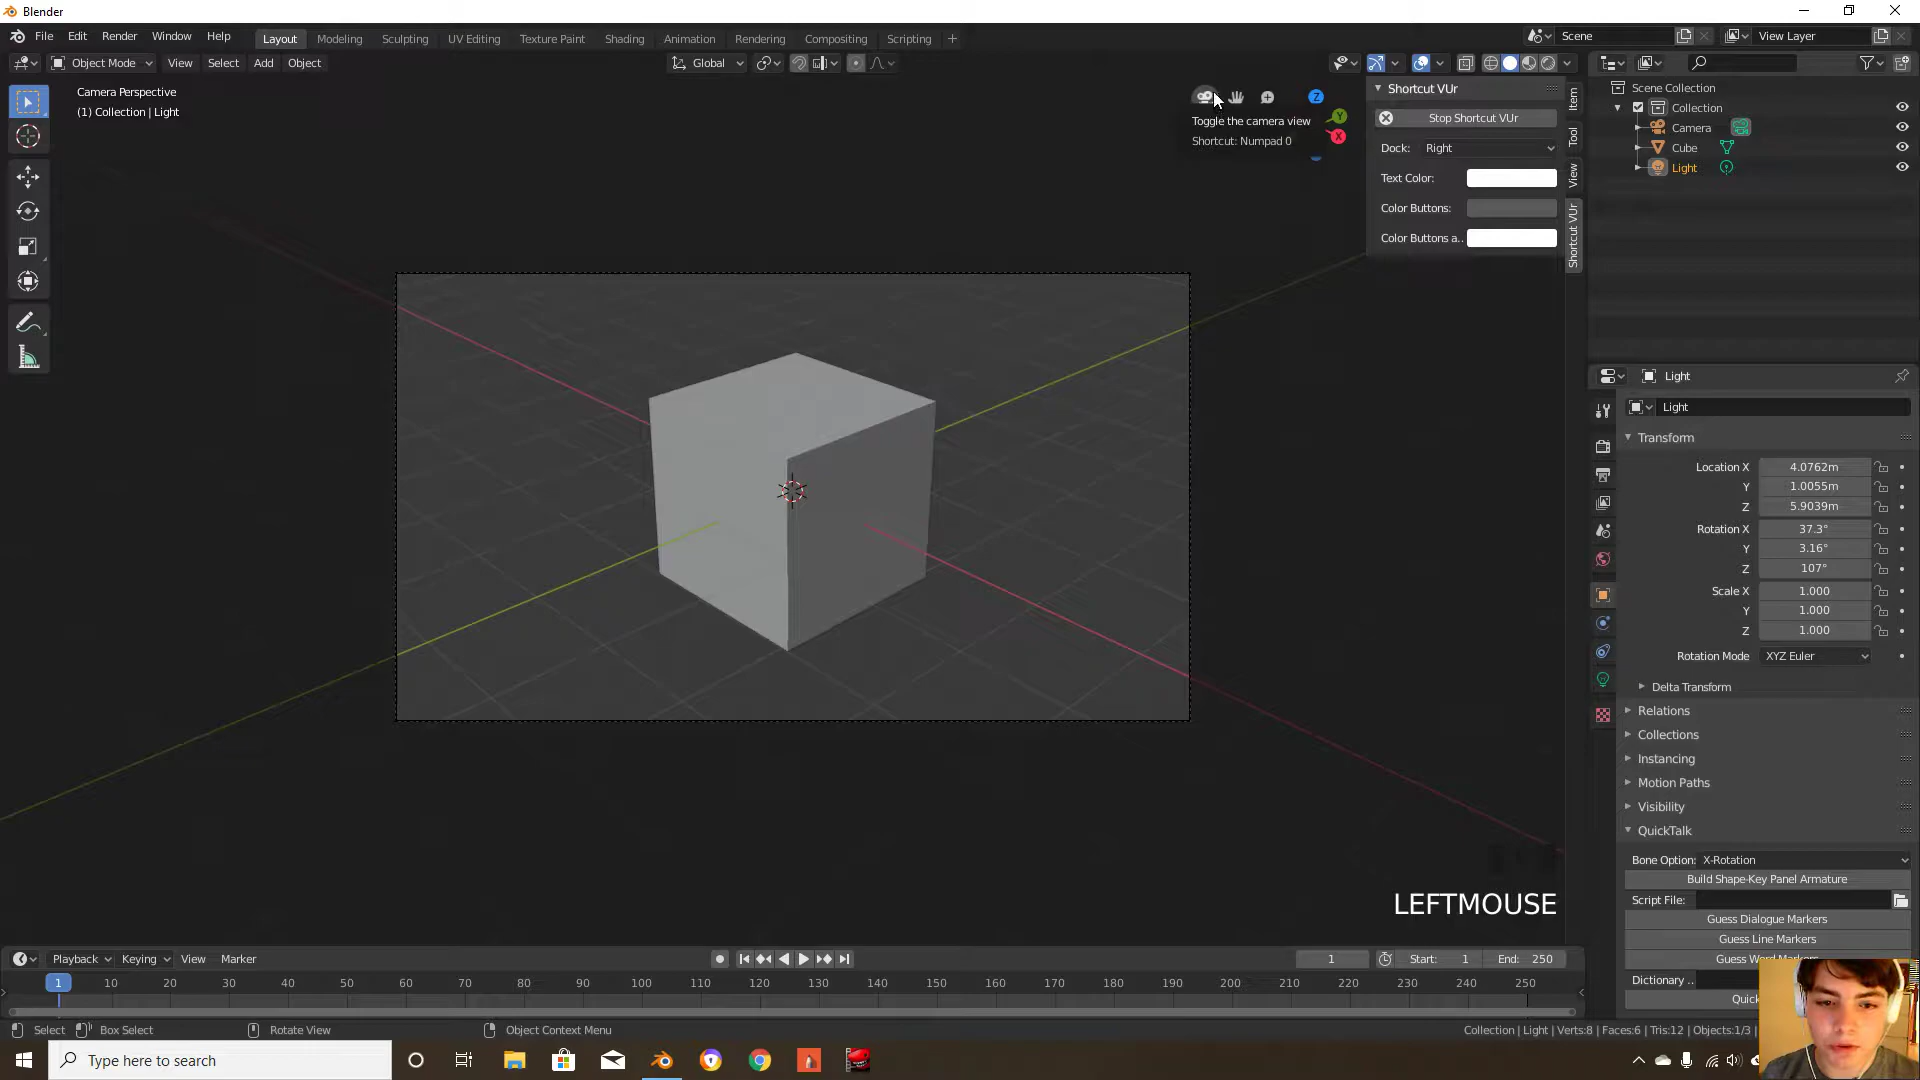 Blender
File Edit Render Window Help
Layout Modeling Sculpting UV Editing Texture Paint Shading Animation Rendering Compositing Scripting +
Scene
View Layer
Object Mode View Select Add Object
Global
Camera Perspective
(1) Collection | Light
Toggle the camera view
Shortcut: Numpad 0
Z
Y
X
Shortcut VUr
Stop Shortcut VUr
Dock: Right
Text Color:
Color Buttons:
Color Buttons a..
Item
Tool
View
Shortcut VUr
Scene Collection
Collection
Camera
Cube
Light
Light
Light
Transform
Location X 4.0762m
Y 1.0055m
Z 5.9039m
Rotation X 37.3°
Y 3.16°
Z 107°
Scale X 1.000
Y 1.000
Z 1.000
Rotation Mode XYZ Euler
Delta Transform
Relations
Collections
Instancing
Motion Paths
Visibility
QuickTalk
Bone Option: X-Rotation
Build Shape-Key Panel Armature
Script File:
Guess Dialogue Markers
Guess Line Markers
Guess
Dictionary ..
Quick
LEFTMOUSE
Playback Keying View Marker
1 Start: 1 End: 250
1 10 20 30 40 50 60 70 80 90 100 110 120 130 140 150 160 170 180 190 200 210 220 230 240 250
Select Box Select Rotate View Object Context Menu
Collection | Light | Verts:8 | Faces:6 | Tris:12 | Objects:1/3
Type here to search